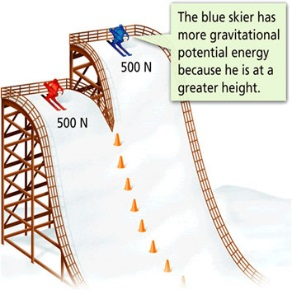 The blue skier has
more gravitational
potential energy
because he is at a
greater height.
500 N
500 N